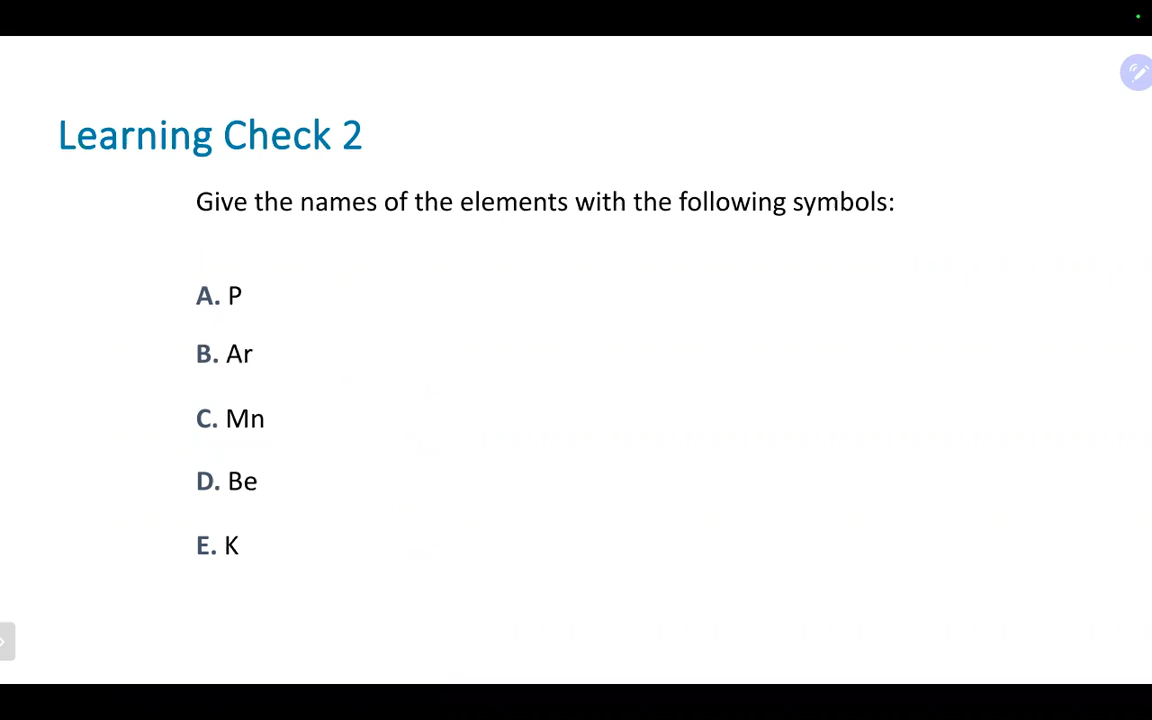 Learning Check 2
Give the names of the elements with the following symbols:
A. P
B. Ar
C. Mn
D. Be
E. K